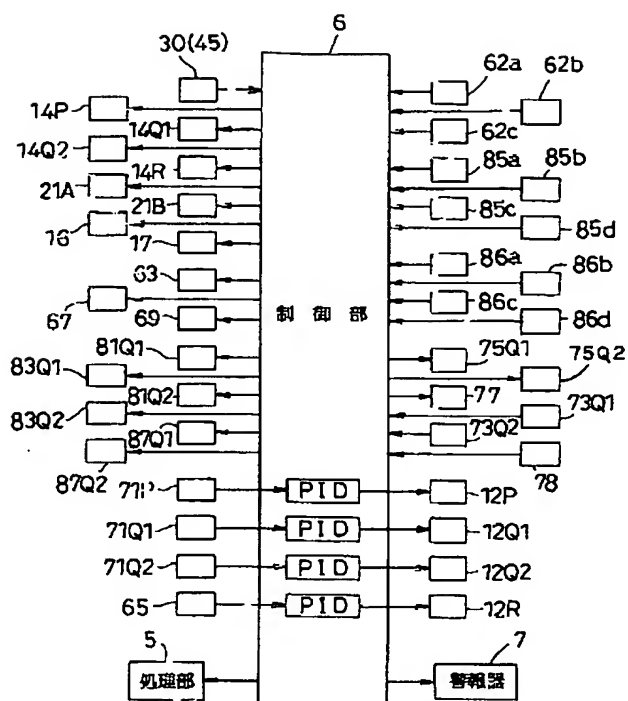 6
30(45)
62a
62b
14P
14Q1
62c
14Q2
14R
85a
85b
21A
21B
85c
16
17
85d
86a
63
86b
67
69
制御部
86c
86d
81Q1
75Q1
83Q1
75Q2
81Q2
77
83Q2
73Q1
87Q1
73Q2
87Q2
78
71P
PID
12P
71Q1
PID
12Q1
71Q2
PID
12Q2
65
PID
12R
5
7
処理部
警報器